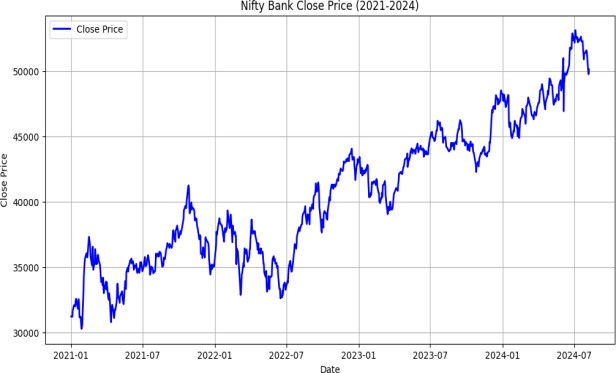 Nifty Bank Close Price (2021-2024)
Close Price
50000
45000
40000
35000
30000
Close Price
2021-01 2021-07 2022-01 2022-07 2023-01 2023-07 2024-01 2024-07
Date